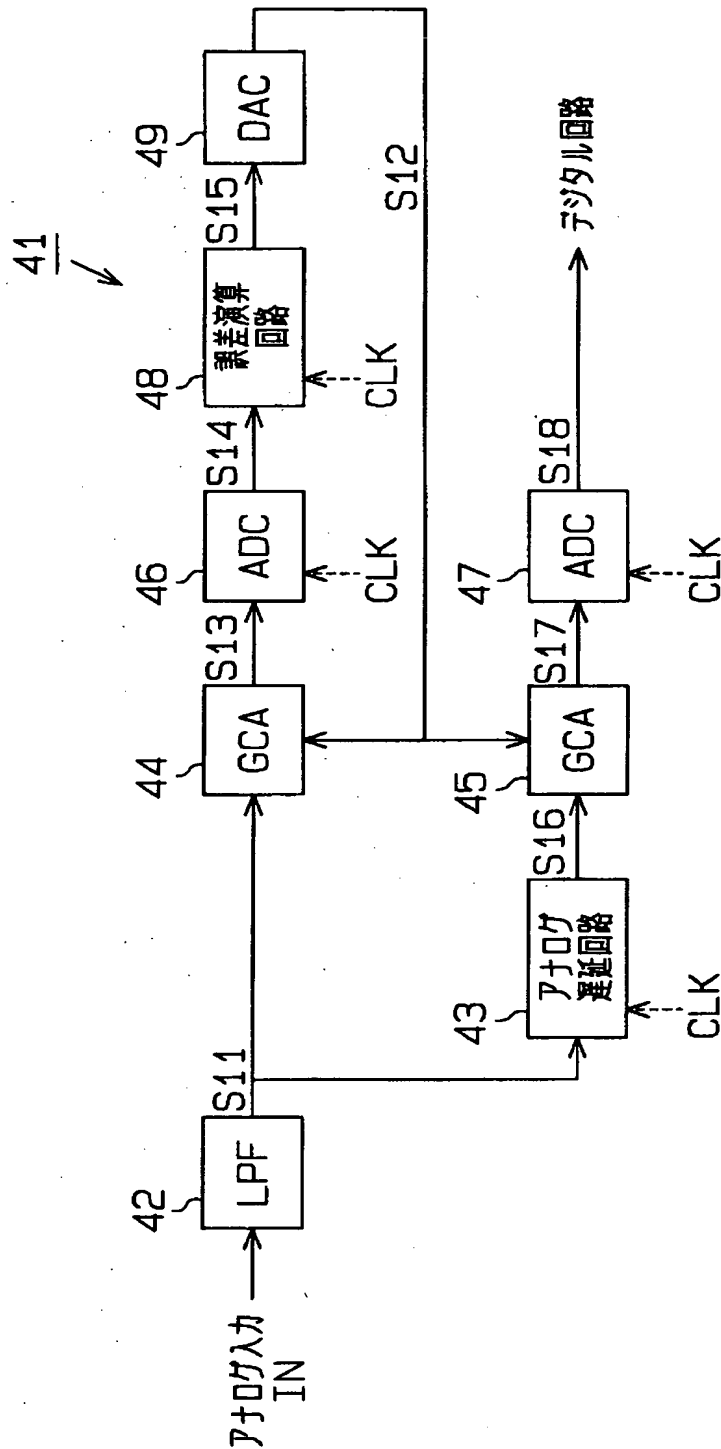 41
アナログ入力
IN
42
LPF
S11
44
GCA
S13
46
ADC
CLK
S14
48
誤差演算
回路
CLK
S15
49
DAC
S12
43
アナログ
遅延回路
CLK
S16
45
GCA
S17
47
ADC
CLK
S18
デジタル回路